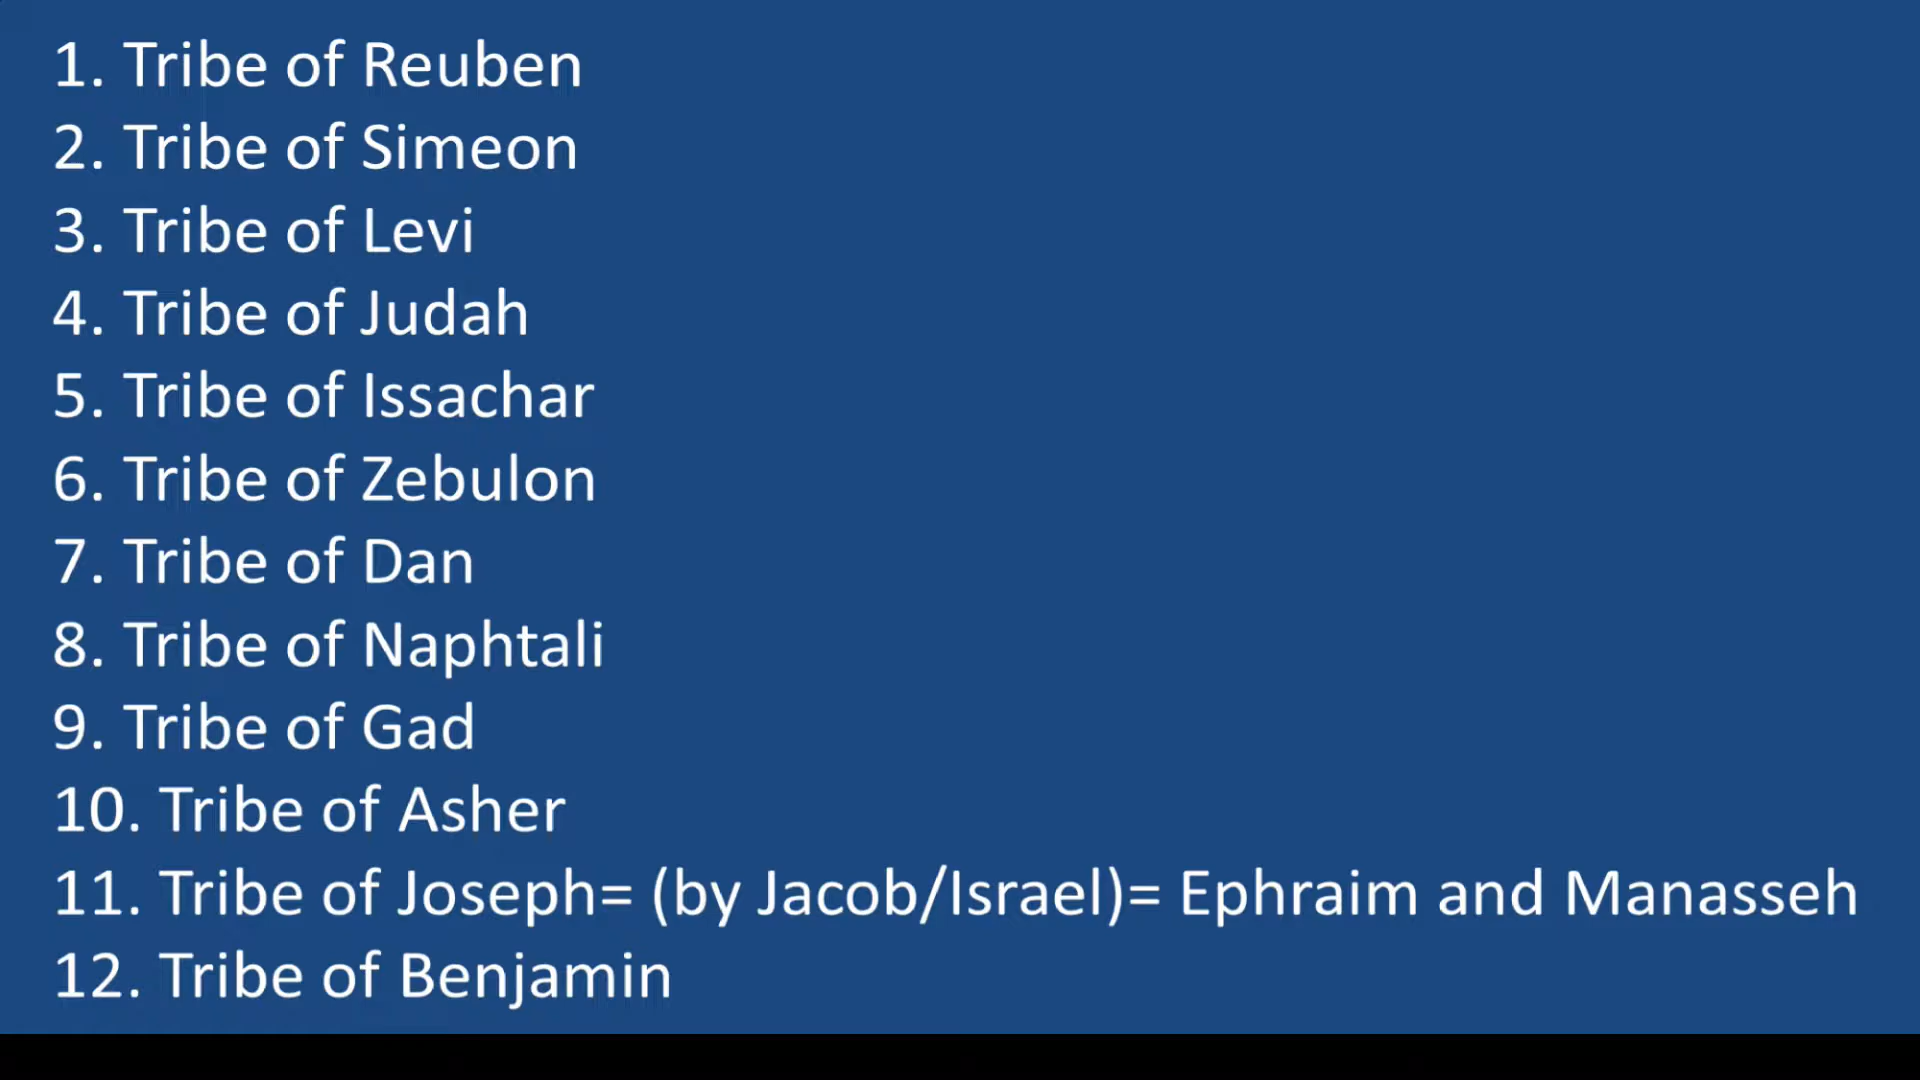 1. Tribe of Reuben
2. Tribe of Simeon
3. Tribe of Levi
4. Tribe of Judah
5. Tribe of Issachar
6. Tribe of Zebulon
7. Tribe of Dan
8. Tribe of Naphtali
9. Tribe of Gad
10. Tribe of Asher
11. Tribe of Joseph= (by Jacob/Israel)= Ephraim and Manasseh
12. Tribe of Benjamin